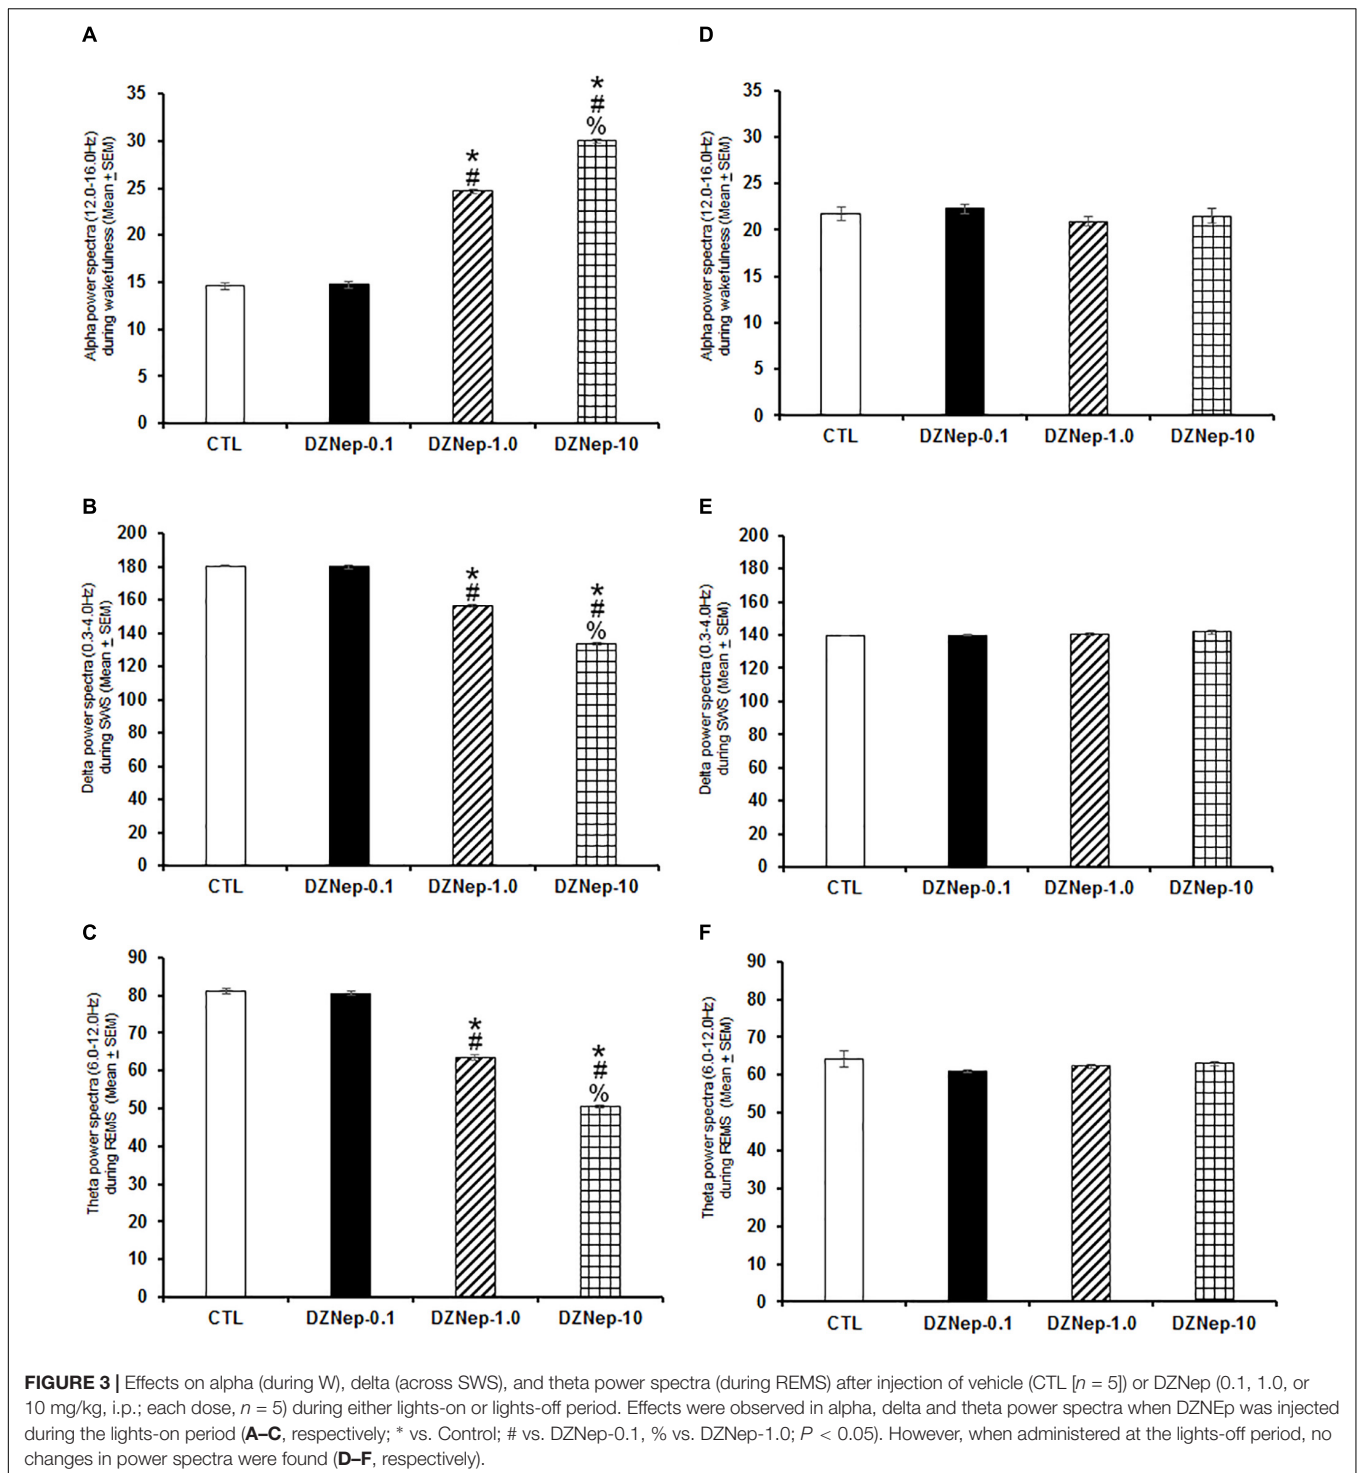 A
Alpha power spectra (12.0-16.0Hz)
during wakefulness (Mean ± SEM)
35
30
25
20
15
10
5
0
*
#
*
#
%
CTL DZNep-0.1 DZNep-1.0 DZNep-10
D
Alpha power spectra (12.0-16.0Hz)
during wakefulness (Mean ± SEM)
35
30
25
20
15
10
5
0
CTL DZNep-0.1 DZNep-1.0 DZNep-10
B
Delta power spectra (0.3-4.0Hz)
during SWS (Mean ± SEM)
200
180
160
140
120
100
80
60
40
20
0
*
#
*
#
%
CTL DZNep-0.1 DZNep-1.0 DZNep-10
E
Delta power spectra (0.3-4.0Hz)
during SWS (Mean ± SEM)
200
180
160
140
120
100
80
60
40
20
0
CTL DZNep-0.1 DZNep-1.0 DZNep-10
C
Theta power spectra (6.0-12.0Hz)
during REMS (Mean ± SEM)
90
80
70
60
50
40
30
20
10
0
*
#
*
#
%
CTL DZNep-0.1 DZNep-1.0 DZNep-10
F
Theta power spectra (6.0-12.0Hz)
during REMS (Mean ± SEM)
90
80
70
60
50
40
30
20
10
0
CTL DZNep-0.1 DZNep-1.0 DZNep-10
FIGURE 3 | Effects on alpha (during W), delta (across SWS), and theta power spectra (during REMS) after injection of vehicle (CTL [n = 5]) or DZNep (0.1, 1.0, or
10 mg/kg, i.p.; each dose, n = 5) during either lights-on or lights-off period. Effects were observed in alpha, delta and theta power spectra when DZNEp was injected
during the lights-on period (A–C, respectively; * vs. Control; # vs. DZNep-0.1, % vs. DZNep-1.0; P < 0.05). However, when administered at the lights-off period, no
changes in power spectra were found (D–F, respectively).